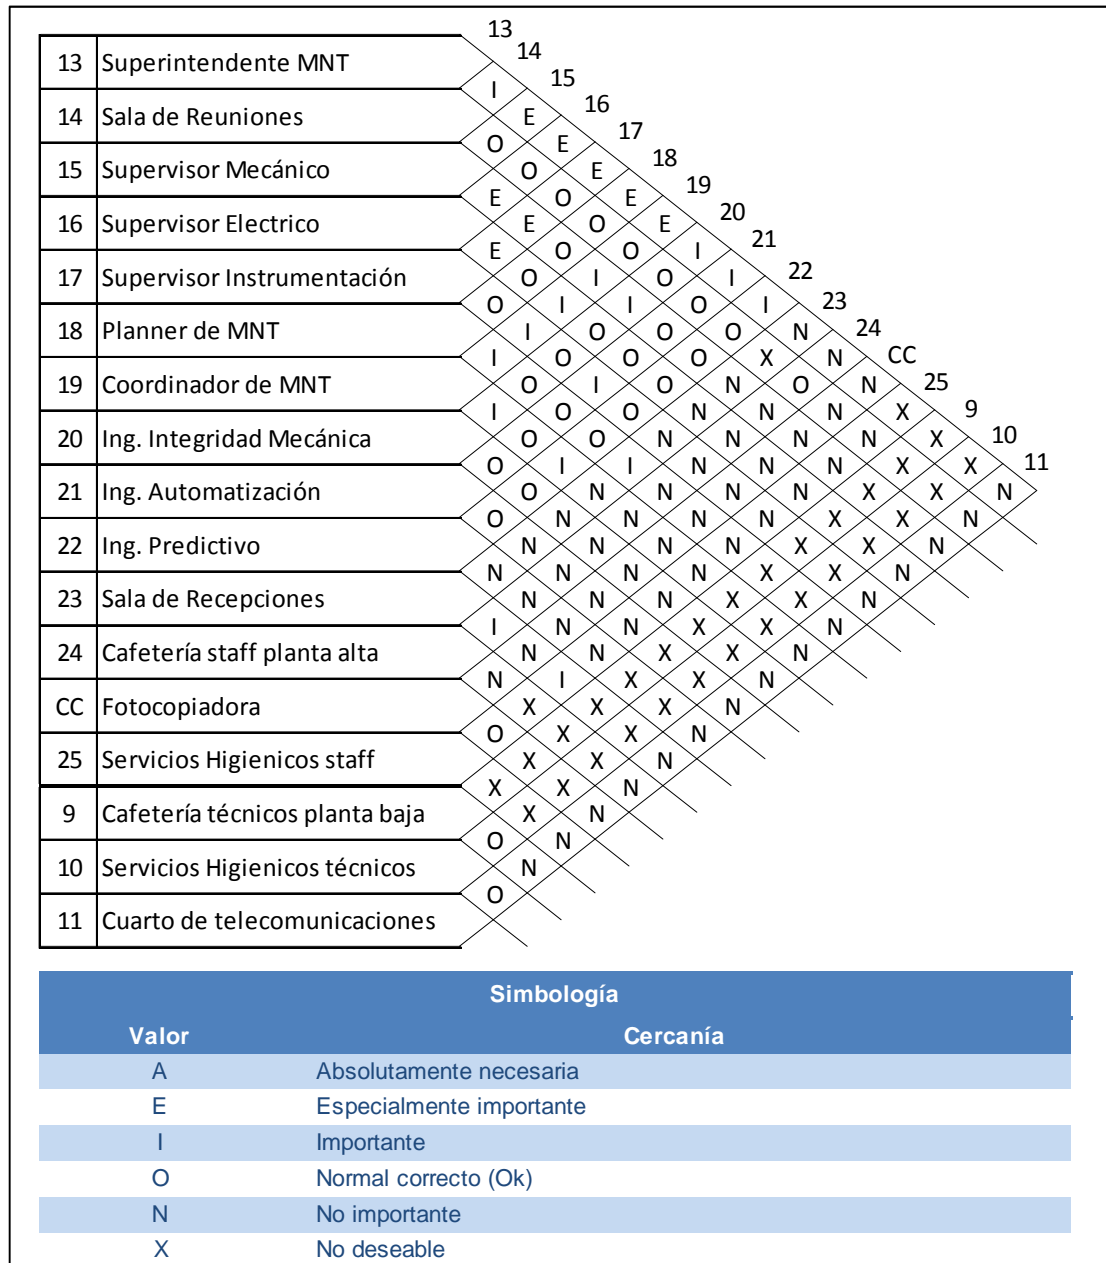 13 Superintendente MNT
14 Sala de Reuniones
15 Supervisor Mecánico
16 Supervisor Electrico
17 Supervisor Instrumentación
18 Planner de MNT
19 Coordinador de MNT
20 Ing. Integridad Mecánica
21 Ing. Automatización
22 Ing. Predictivo
23 Sala de Recepciones
24 Cafetería staff planta alta
CC Fotocopiadora
25 Servicios Higienicos staff
9 Cafetería técnicos planta baja
10 Servicios Higienicos técnicos
11 Cuarto de telecomunicaciones
13 14 15 16 17 18 19 20 21 22 23 24 CC 25 9 10 11
I
E
O E
O E
E O E
E O E
E O O I
O I O I
O I I O I
I O O O N
I O O O X N
O I O N O N
I O O N N N X
O O N N N N X
O I I N N N X X
O N N N N X X N
O N N N N X X N
N N N N X X N
N N N N X X N
N N N X X N
I N N X X N
N N X X N
N I X X N
X X X N
O X X N
X X N
X X N
X N
O N
N
O
Simbología
Valor Cercanía
A Absolutamente necesaria
E Especialmente importante
I Importante
O Normal correcto (Ok)
N No importante
X No deseable